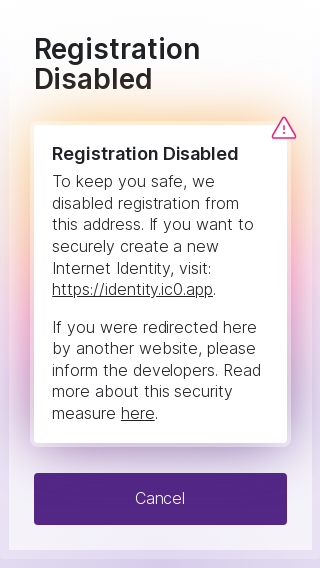 Registration
Disabled
Registration Disabled
To keep you safe, we
disabled registration from
this address. If you want to
securely create a new
Internet Identity, visit:
https://identity.ic0.app.
If you were redirected here
by another website, please
inform the developers. Read
more about this security
measure here.
Cancel